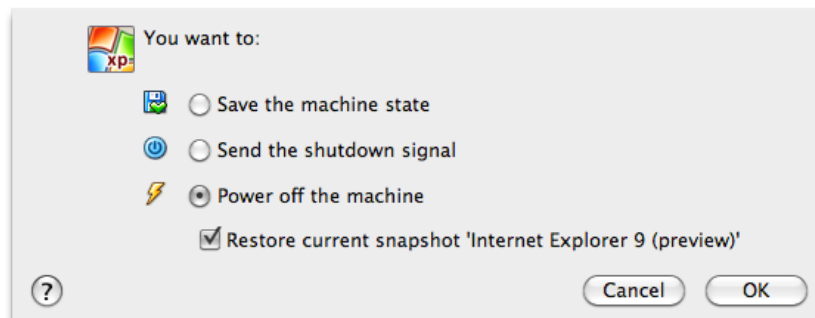 You want to:
xp
Save the machine state
Send the shutdown signal
Power off the machine
Restore current snapshot 'Internet Explorer 9 (preview)'
?
Cancel
OK